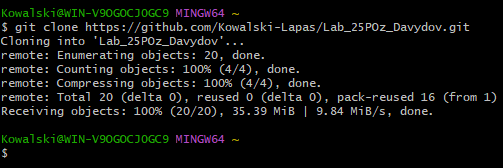 Kowalski@WIN-V9OGOCJOGC9 MINGW64 ~
$ git clone https://github.com/Kowalski-Lapas/Lab_25POz_Davydov.git
Cloning into 'Lab_25POz_Davydov'...
remote: Enumerating objects: 20, done.
remote: Counting objects: 100% (4/4), done.
remote: Compressing objects: 100% (4/4), done.
remote: Total 20 (delta 0), reused 0 (delta 0), pack-reused 16 (from 1)
Receiving objects: 100% (20/20), 35.39 MiB | 9.84 MiB/s, done.
Kowalski@WIN-V9OGOCJOGC9 MINGW64 ~
$